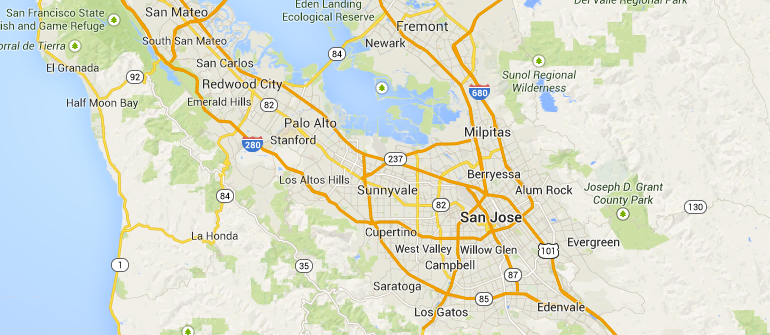 San Francisco State
Fish and Game Refuge
San Mateo
Eden Landing
Ecological Reserve
Fremont
Del Valle Regional Park
Corral de Tierra
South San Mateo
Newark
El Granada
San Carlos
84
Sunol Regional
Wilderness
92
Redwood City
680
Half Moon Bay
Emerald Hills
82
Palo Alto
Milpitas
280
Stanford
237
Los Altos Hills
Sunnyvale
Berryessa
Alum Rock
Joseph D. Grant
County Park
84
82
San Jose
130
La Honda
Cupertino
West Valley
Willow Glen
101
Evergreen
1
35
Campbell
87
Saratoga
85
Los Gatos
Edenvale